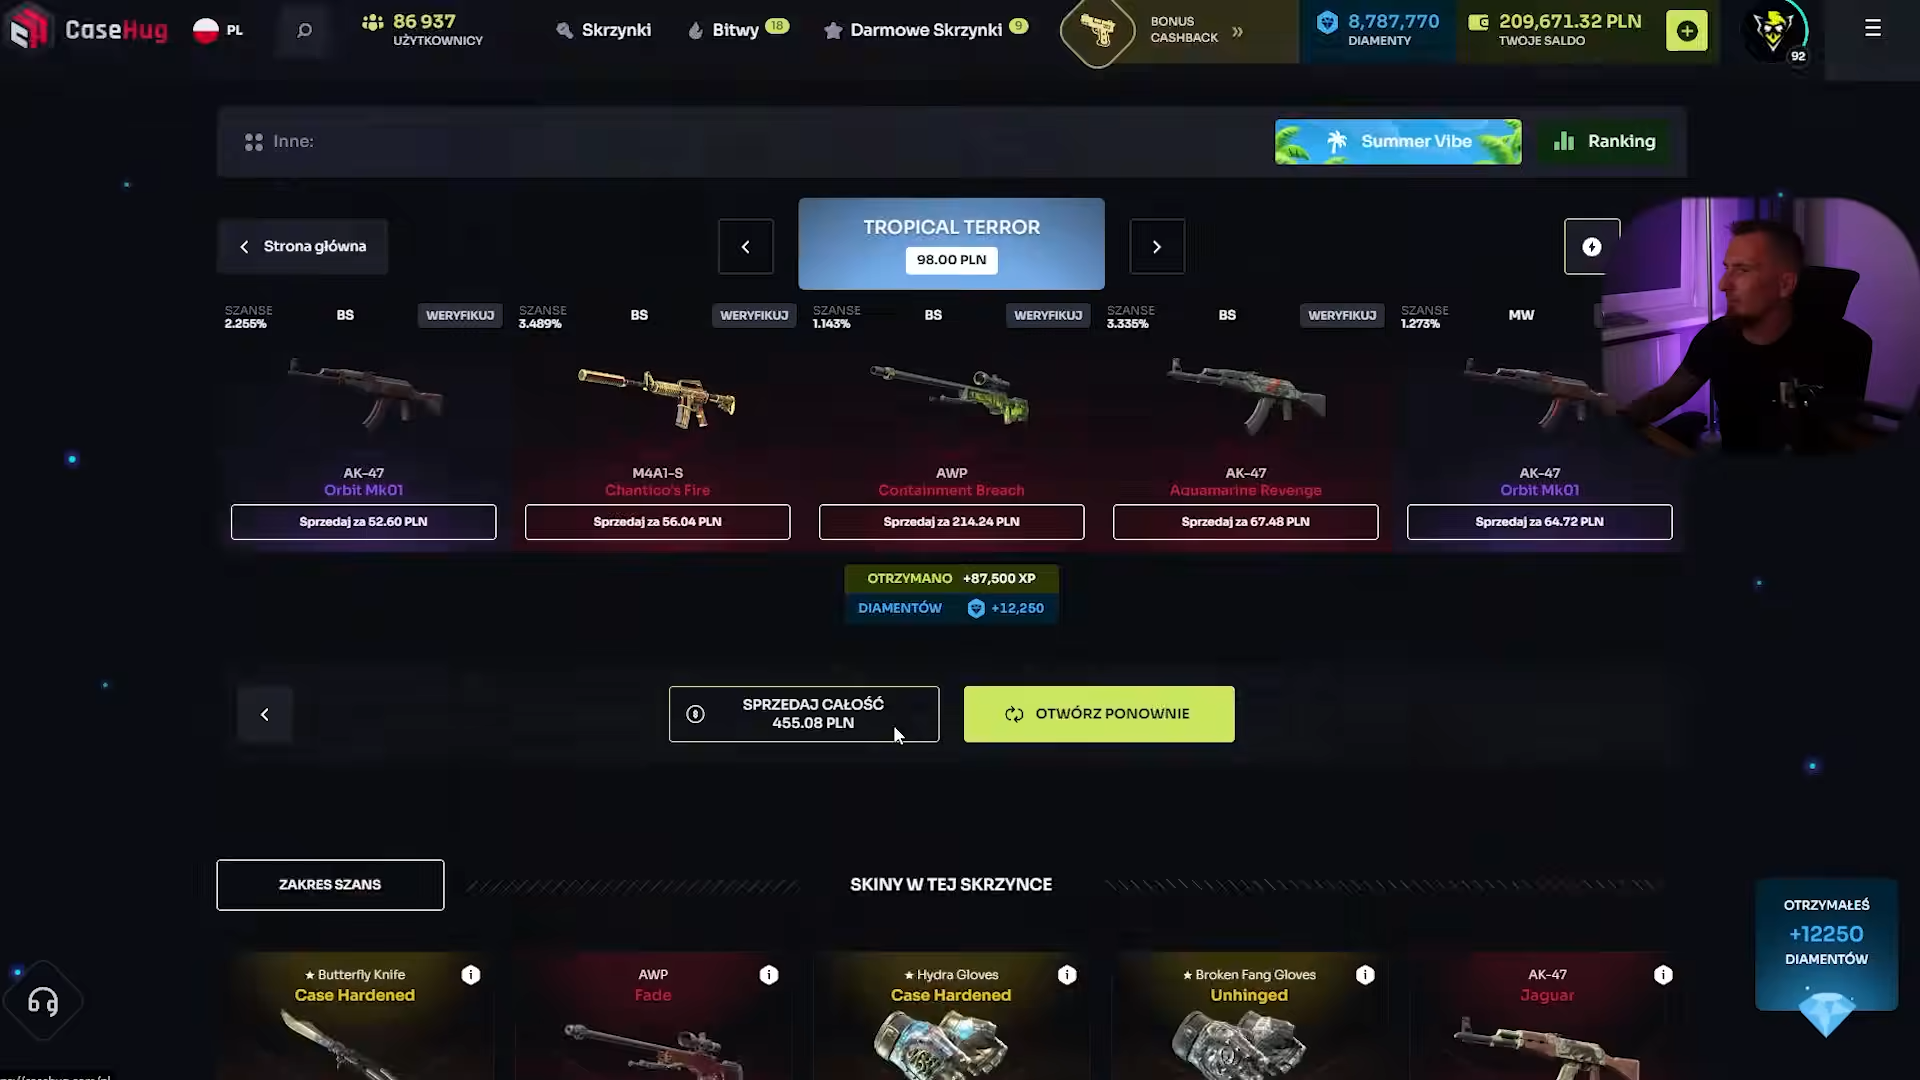 CaseHug
PL
86 937
UŻYTKOWNICY
Skrzynki
Bitwy 18
Darmowe Skrzynki 9
BONUS
CASHBACK
8,787,770
DIAMENTY
209,671.32 PLN
TWOJE SALDO
92
Inne:
Summer Vibe
Ranking
Strona główna
TROPICAL TERROR
98.00 PLN
SZANSE
2.255%
BS
WERYFIKUJ
SZANSE
3.489%
BS
WERYFIKUJ
SZANSE
1.143%
BS
WERYFIKUJ
SZANSE
3.335%
BS
WERYFIKUJ
SZANSE
1.273%
MW
AK-47
Orbit Mk01
Sprzedaj za 52.60 PLN
M4A1-S
Chantico's Fire
Sprzedaj za 56.04 PLN
AWP
Containment Breach
Sprzedaj za 214.24 PLN
AK-47
Aquamarine Revenge
Sprzedaj za 67.48 PLN
AK-47
Orbit Mk01
Sprzedaj za 64.72 PLN
OTRZYMANO +87,500 XP
DIAMENTÓW +12,250
SPRZEDAJ CAŁOŚĆ
455.08 PLN
OTWÓRZ PONOWNIE
ZAKRES SZANS
SKINY W TEJ SKRZYNCE
★ Butterfly Knife
Case Hardened
AWP
Fade
★ Hydra Gloves
Case Hardened
★ Broken Fang Gloves
Unhinged
AK-47
Jaguar
OTRZYMAŁEŚ
+12250
DIAMENTÓW